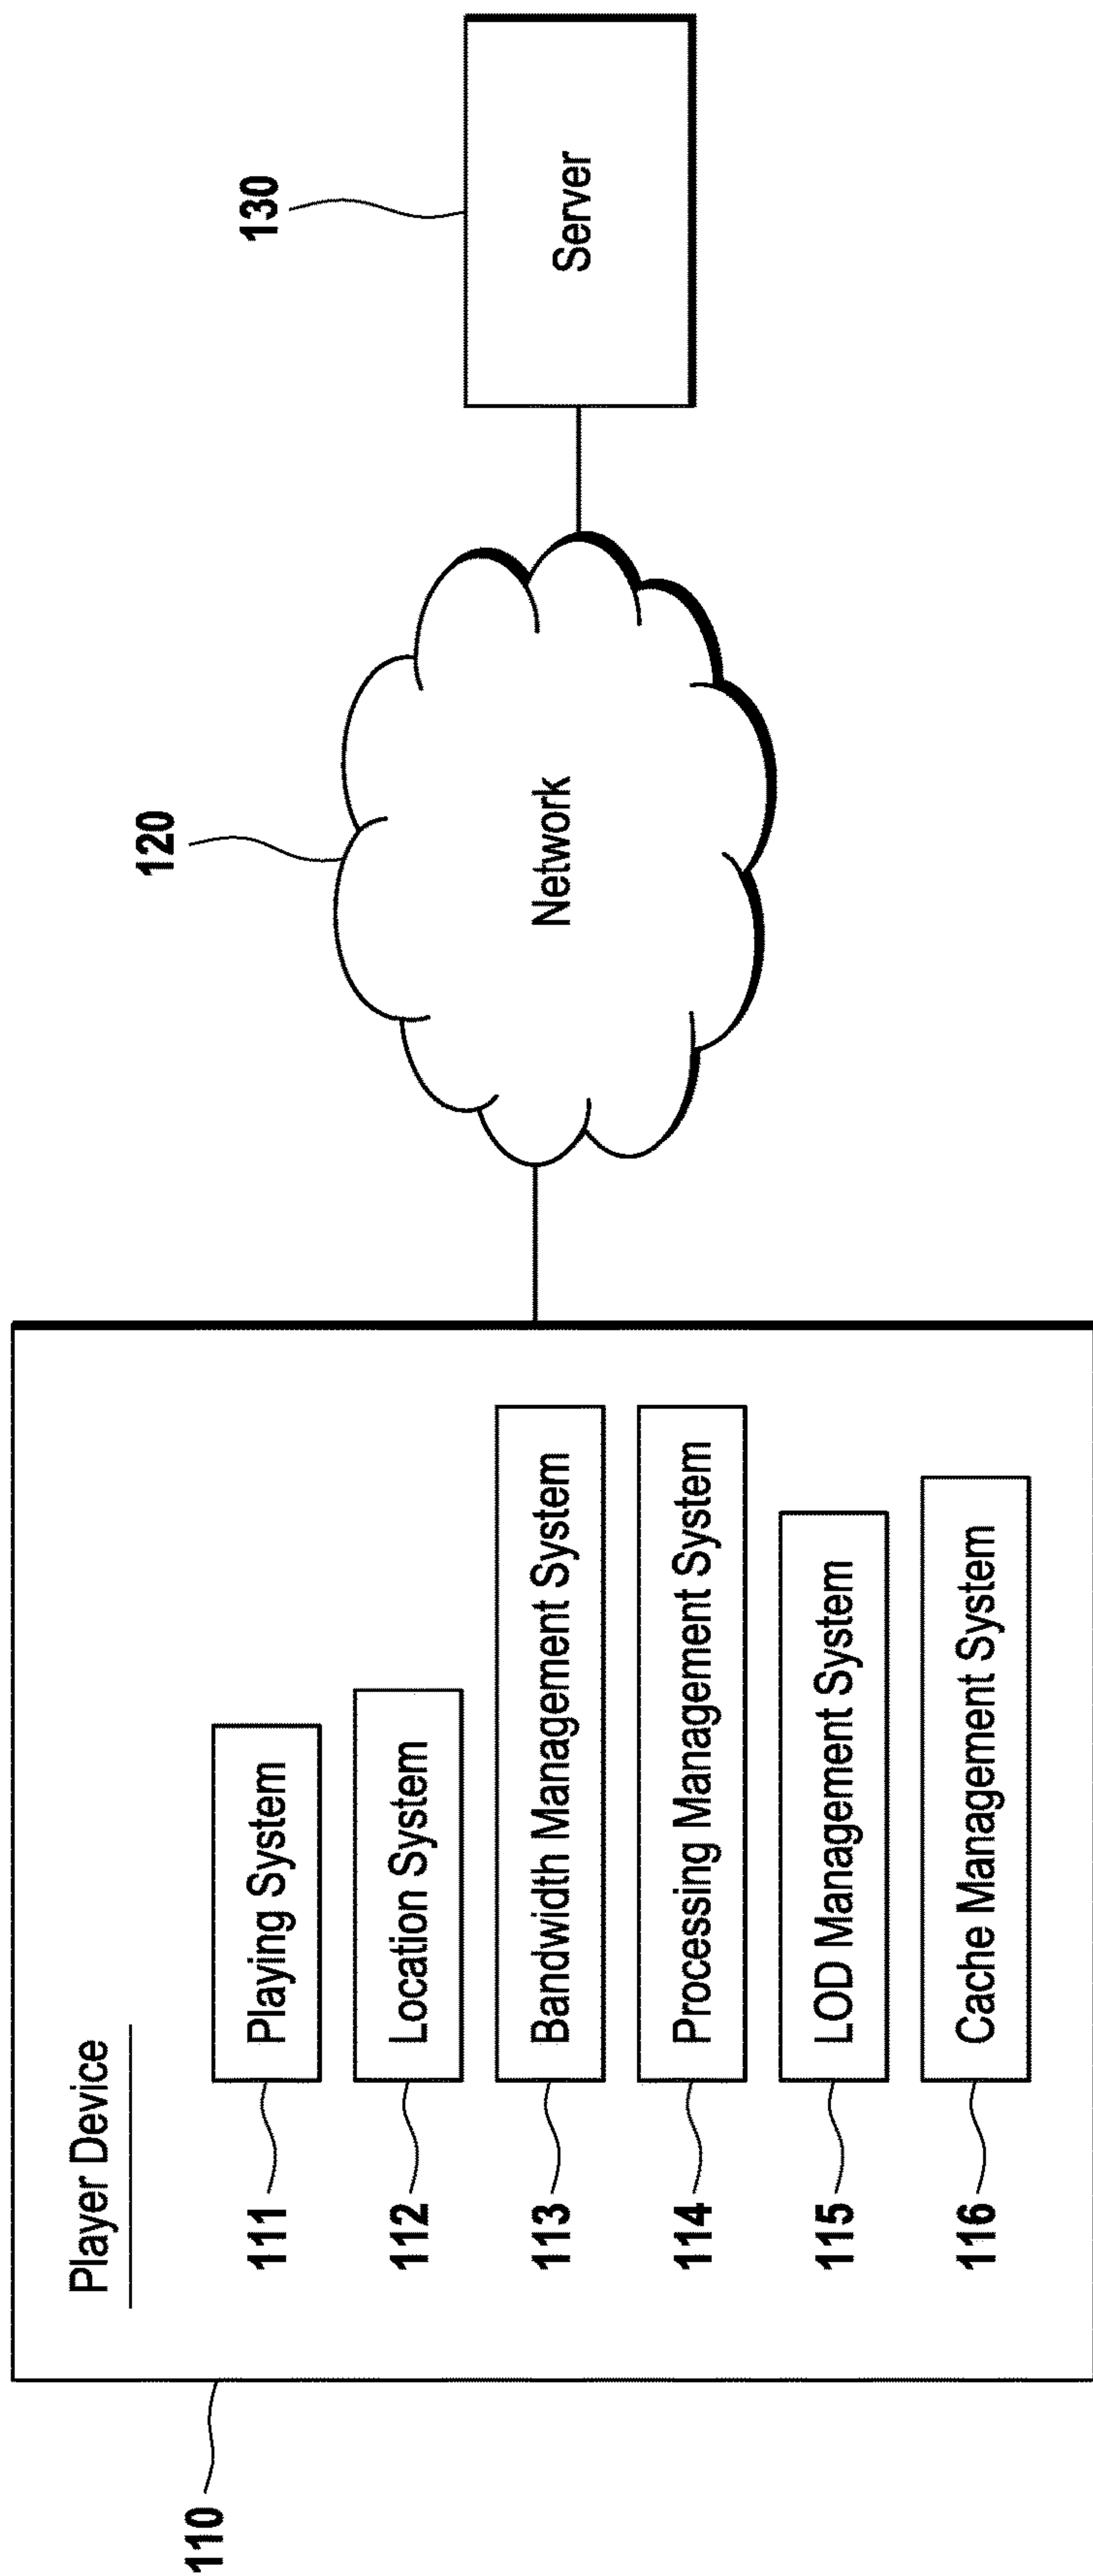 110
Player Device
111
Playing System
112
Location System
113
Bandwidth Management System
114
Processing Management System
115
LOD Management System
116
Cache Management System
120
Network
130
Server